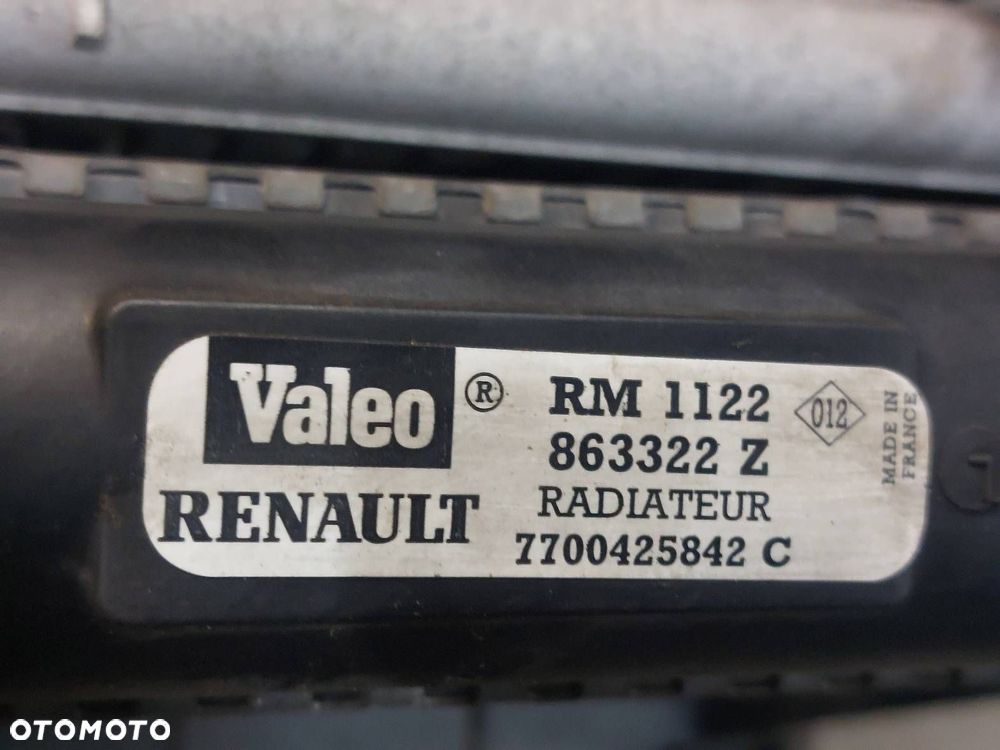 Valeo ®
RENAULT
RM 1122
863322 Z
RADIATEUR
7700425842 C
012
MADE IN
FRANCE
OTOMOTO